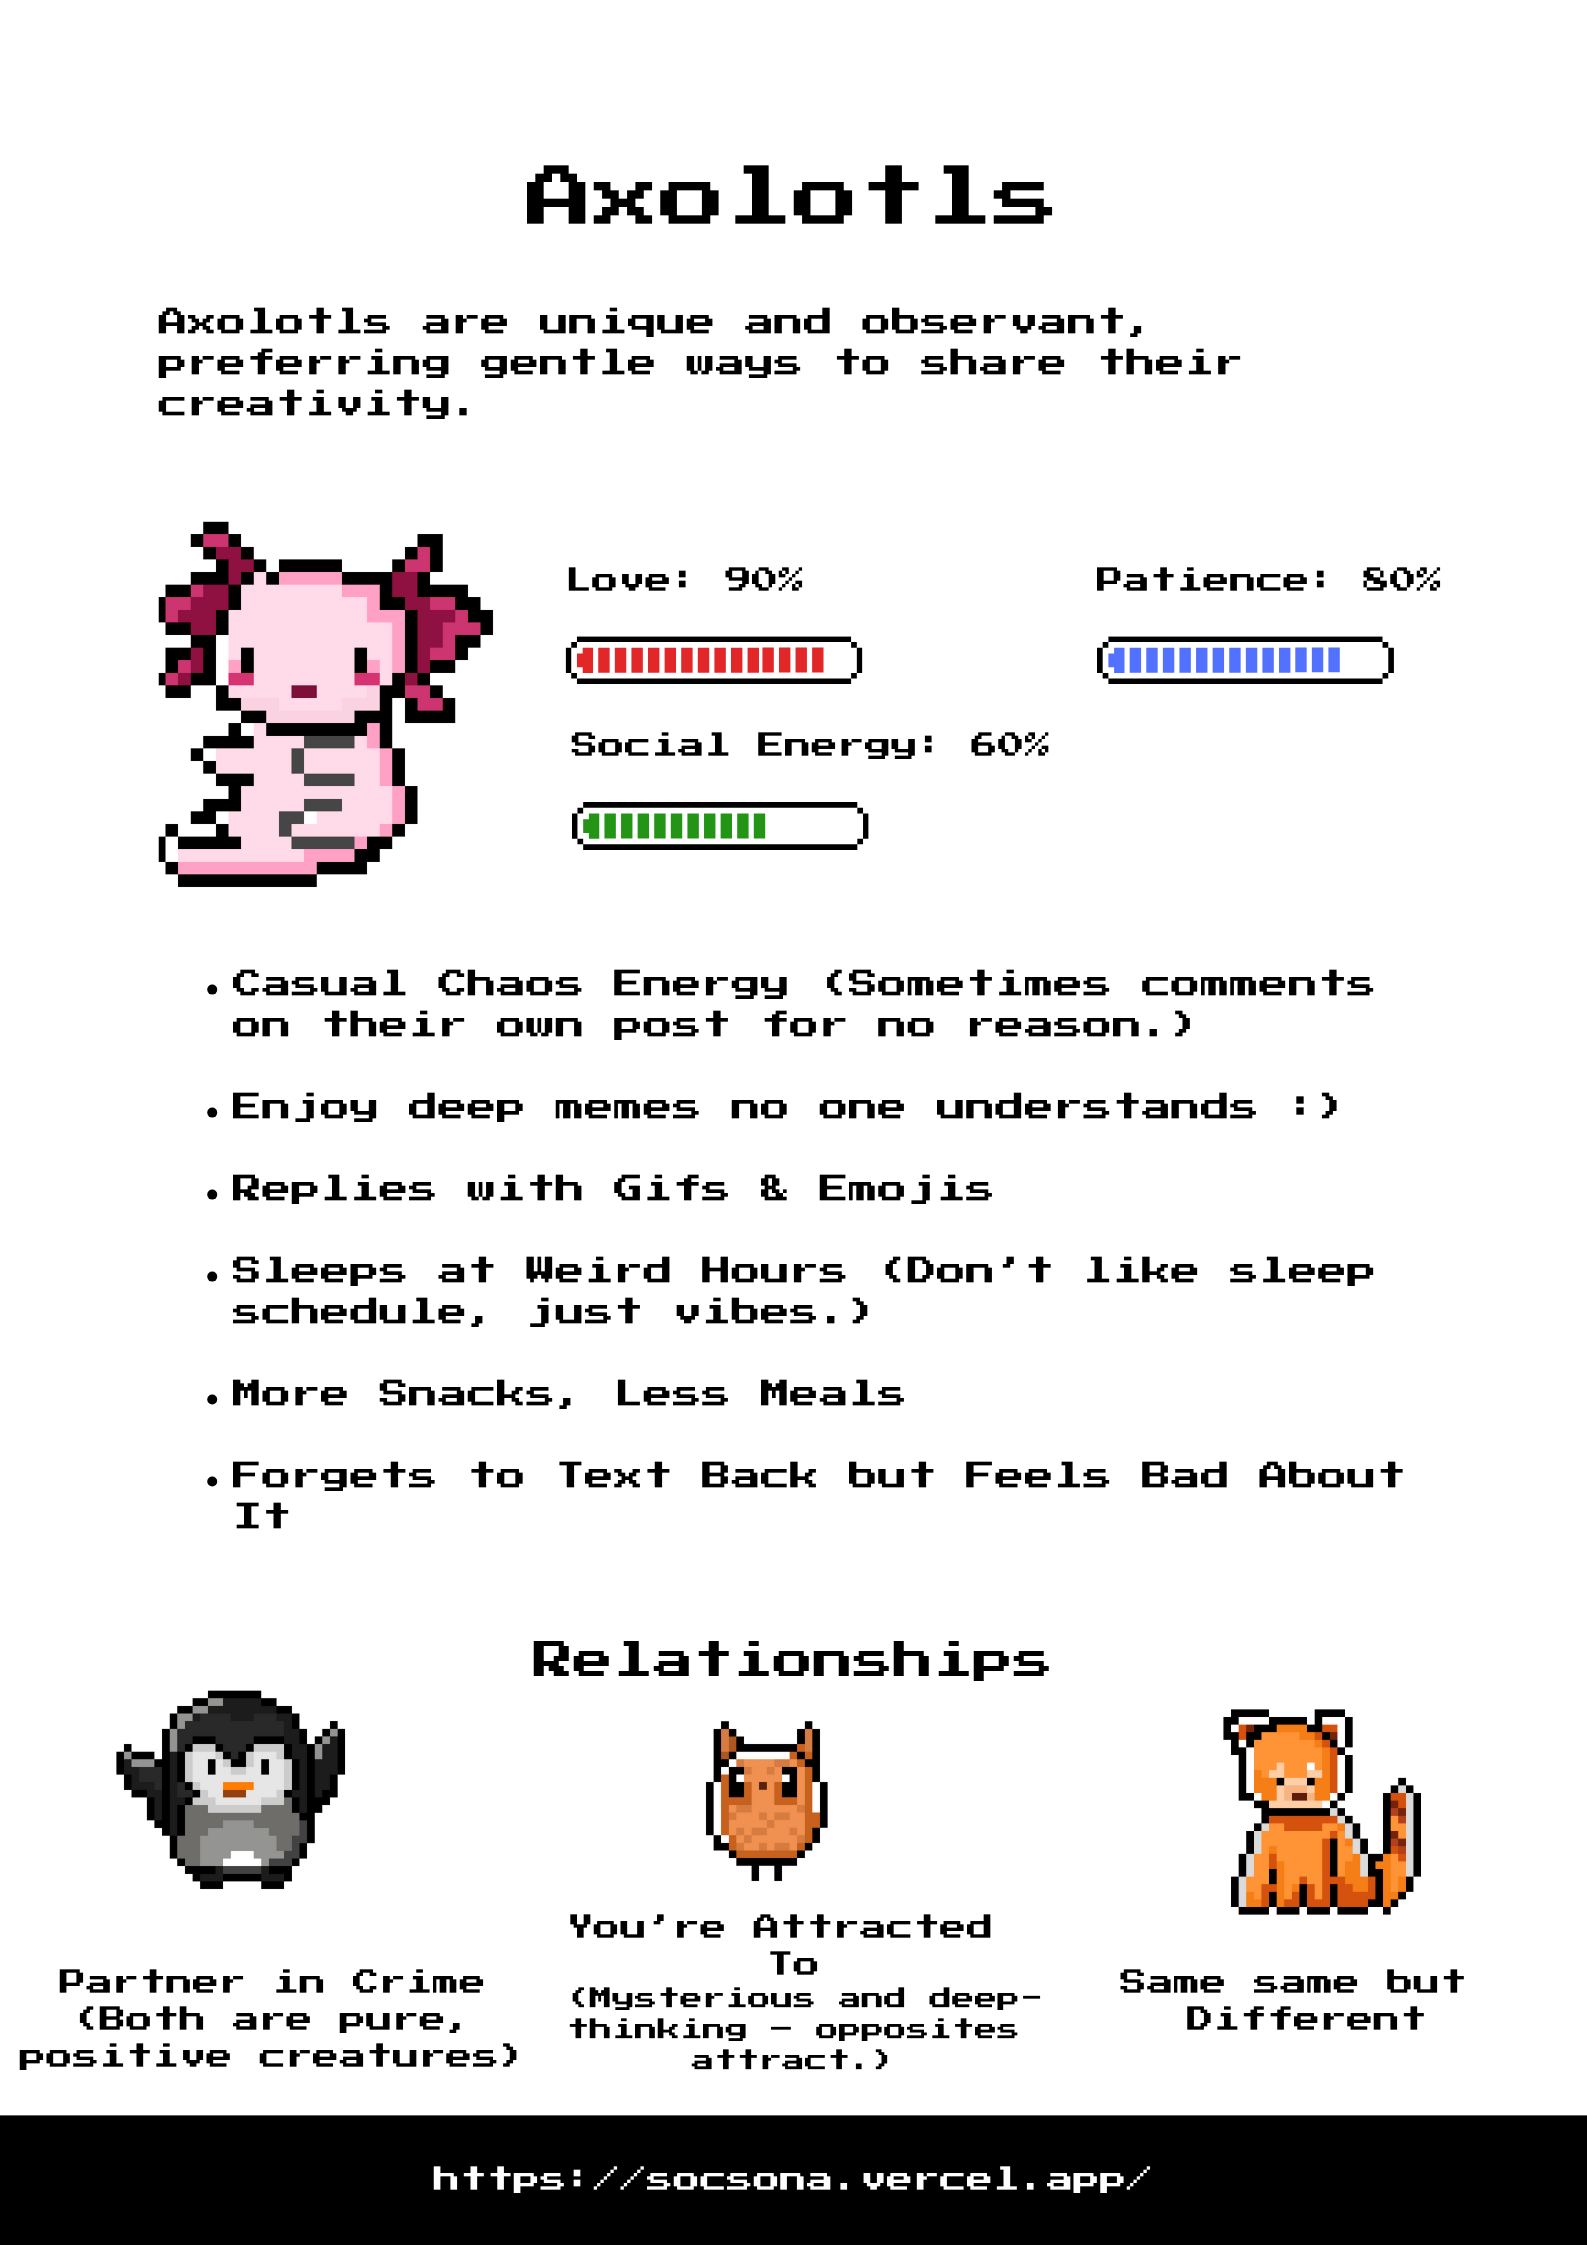 Axolotls
Axolotls are unique and observant,
preferring gentle ways to share their
creativity.
Love: 90%
Patience: 80%
Social Energy: 60%
• Casual Chaos Energy (Sometimes comments
on their own post for no reason.)
• Enjoy deep memes no one understands :)
• Replies with Gifs & Emojis
• Sleeps at Weird Hours (Don't like sleep
schedule, just vibes.)
• More Snacks, Less Meals
• Forgets to Text Back but Feels Bad About
It
Relationships
Partner in Crime
(Both are pure,
positive creatures)
You're Attracted
To
(Mysterious and deep-
thinking – opposites
attract.)
Same same but
Different
https://socsona.vercel.app/